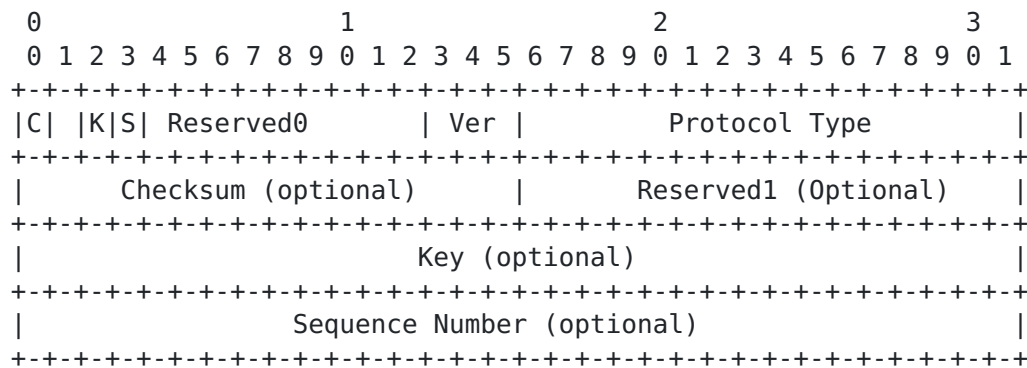 0                   1                   2                   3
 0 1 2 3 4 5 6 7 8 9 0 1 2 3 4 5 6 7 8 9 0 1 2 3 4 5 6 7 8 9 0 1
+-+-+-+-+-+-+-+-+-+-+-+-+-+-+-+-+-+-+-+-+-+-+-+-+-+-+-+-+-+-+-+-+
|C| |K|S| Reserved0       | Ver |         Protocol Type         |
+-+-+-+-+-+-+-+-+-+-+-+-+-+-+-+-+-+-+-+-+-+-+-+-+-+-+-+-+-+-+-+-+
|      Checksum (optional)      |       Reserved1 (Optional)    |
+-+-+-+-+-+-+-+-+-+-+-+-+-+-+-+-+-+-+-+-+-+-+-+-+-+-+-+-+-+-+-+-+
|                         Key (optional)                        |
+-+-+-+-+-+-+-+-+-+-+-+-+-+-+-+-+-+-+-+-+-+-+-+-+-+-+-+-+-+-+-+-+
|                 Sequence Number (optional)                    |
+-+-+-+-+-+-+-+-+-+-+-+-+-+-+-+-+-+-+-+-+-+-+-+-+-+-+-+-+-+-+-+-+